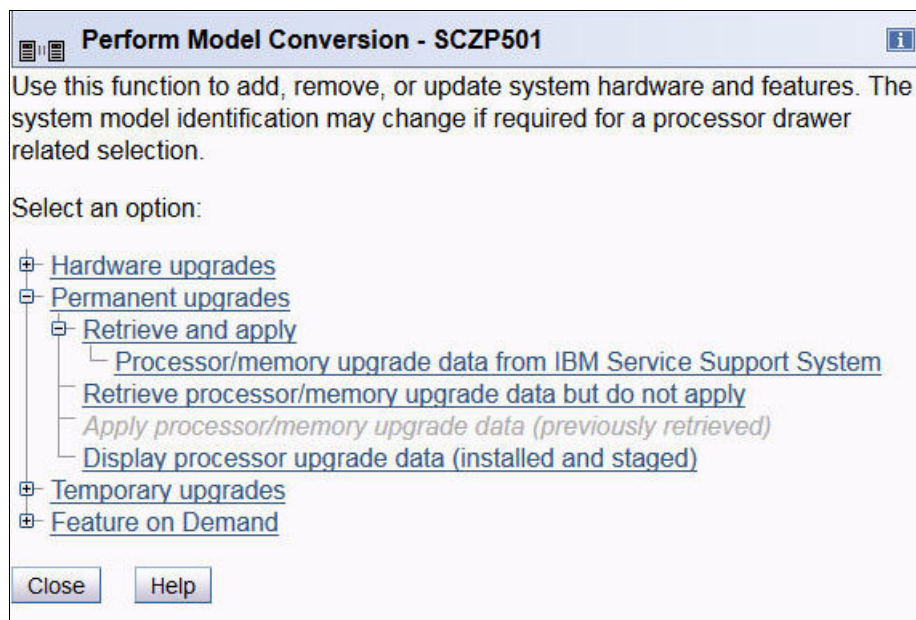 Perform Model Conversion - SCZP501
i
Use this function to add, remove, or update system hardware and features. The
system model identification may change if required for a processor drawer
related selection.
Select an option:
Hardware upgrades
Permanent upgrades
Retrieve and apply
Processor/memory upgrade data from IBM Service Support System
Retrieve processor/memory upgrade data but do not apply
Apply processor/memory upgrade data (previously retrieved)
Display processor upgrade data (installed and staged)
Temporary upgrades
Feature on Demand
Close Help